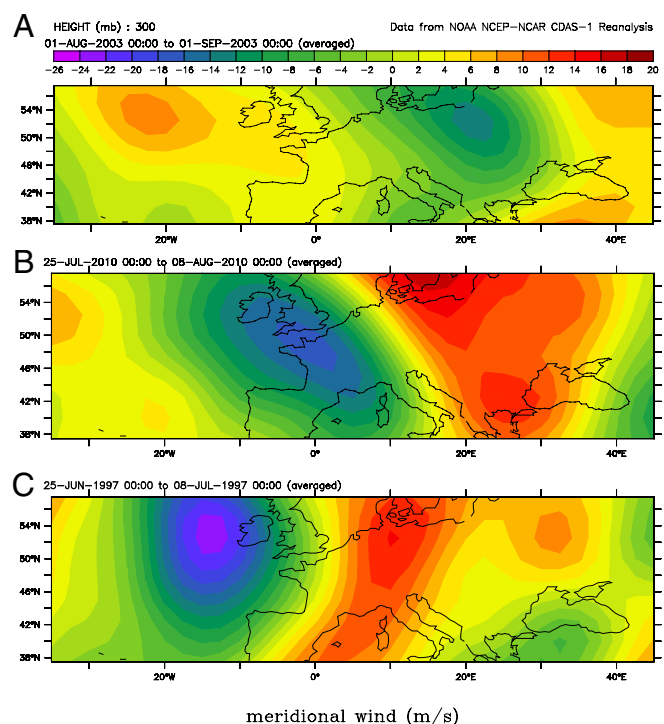 A
HEIGHT (mb) : 300
Data from NOAA NCEP-NCAR CDAS-1 Reanalysis
01-AUG-2003 00:00 to 01-SEP-2003 00:00 (averaged)
-26 -24 -22 -20 -18 -16 -14 -12 -10 -8 -6 -4 -2 0 2 4 6 8 10 12 14 16 18 20
54°N
50°N
46°N
42°N
38°N
20°W 0° 20°E 40°E
B
25-JUL-2010 00:00 to 08-AUG-2010 00:00 (averaged)
54°N
50°N
46°N
42°N
38°N
20°W 0° 20°E 40°E
C
25-JUN-1997 00:00 to 08-JUL-1997 00:00 (averaged)
54°N
50°N
46°N
42°N
38°N
20°W 0° 20°E 40°E
meridional wind (m/s)